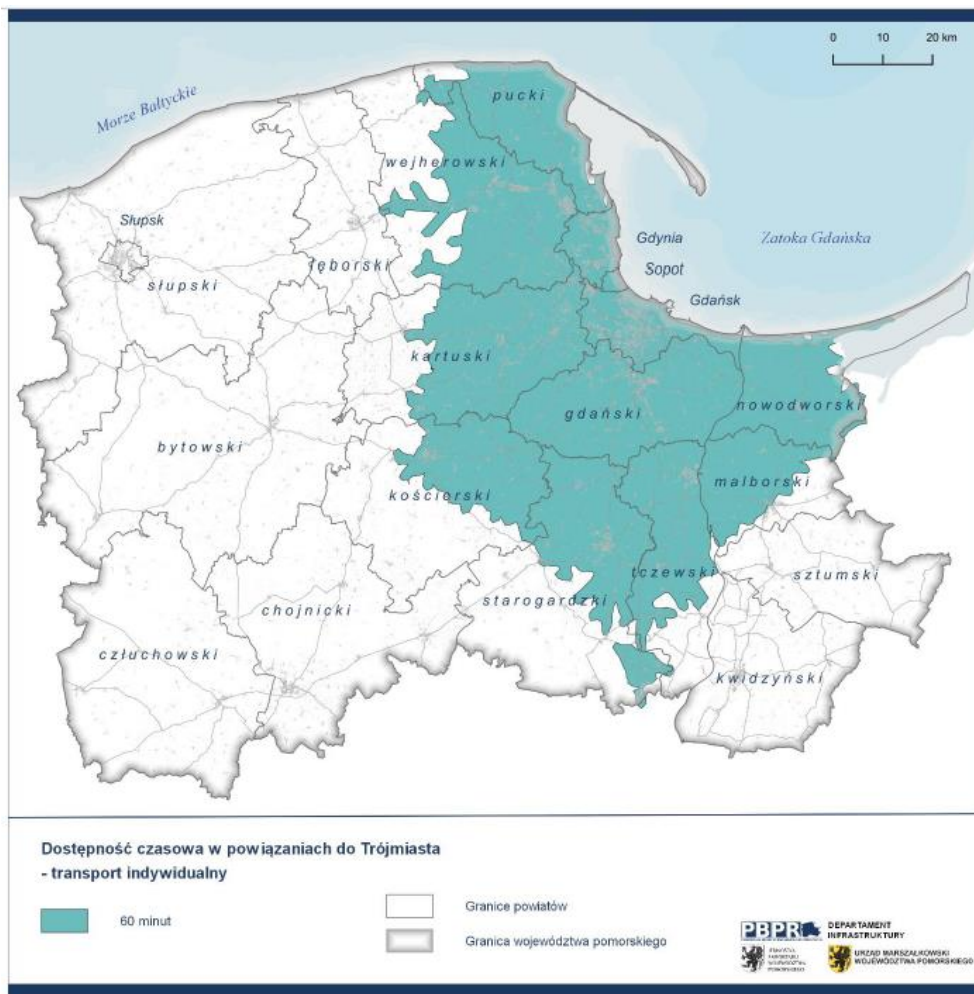 0 10 20 km
Morze Bałtyckie
pucki
wejherowski
Słupsk
Gdynia
Zatoka Gdańska
Sopot
słupski
lęborski
Gdańsk
kartuski
gdański
nowodworski
bytowski
kościerski
malborski
tczewski
sztumski
chojnicki
starogardzki
człuchowski
kwidzyński
Dostępność czasowa w powiązaniach do Trójmiasta
- transport indywidualny
60 minut
Granice powiatów
Granica województwa pomorskiego
PBPR
DEPARTAMENT
INFRASTRUKTURY
URZĄD MARSZAŁKOWSKI
WOJEWÓDZTWA POMORSKIEGO